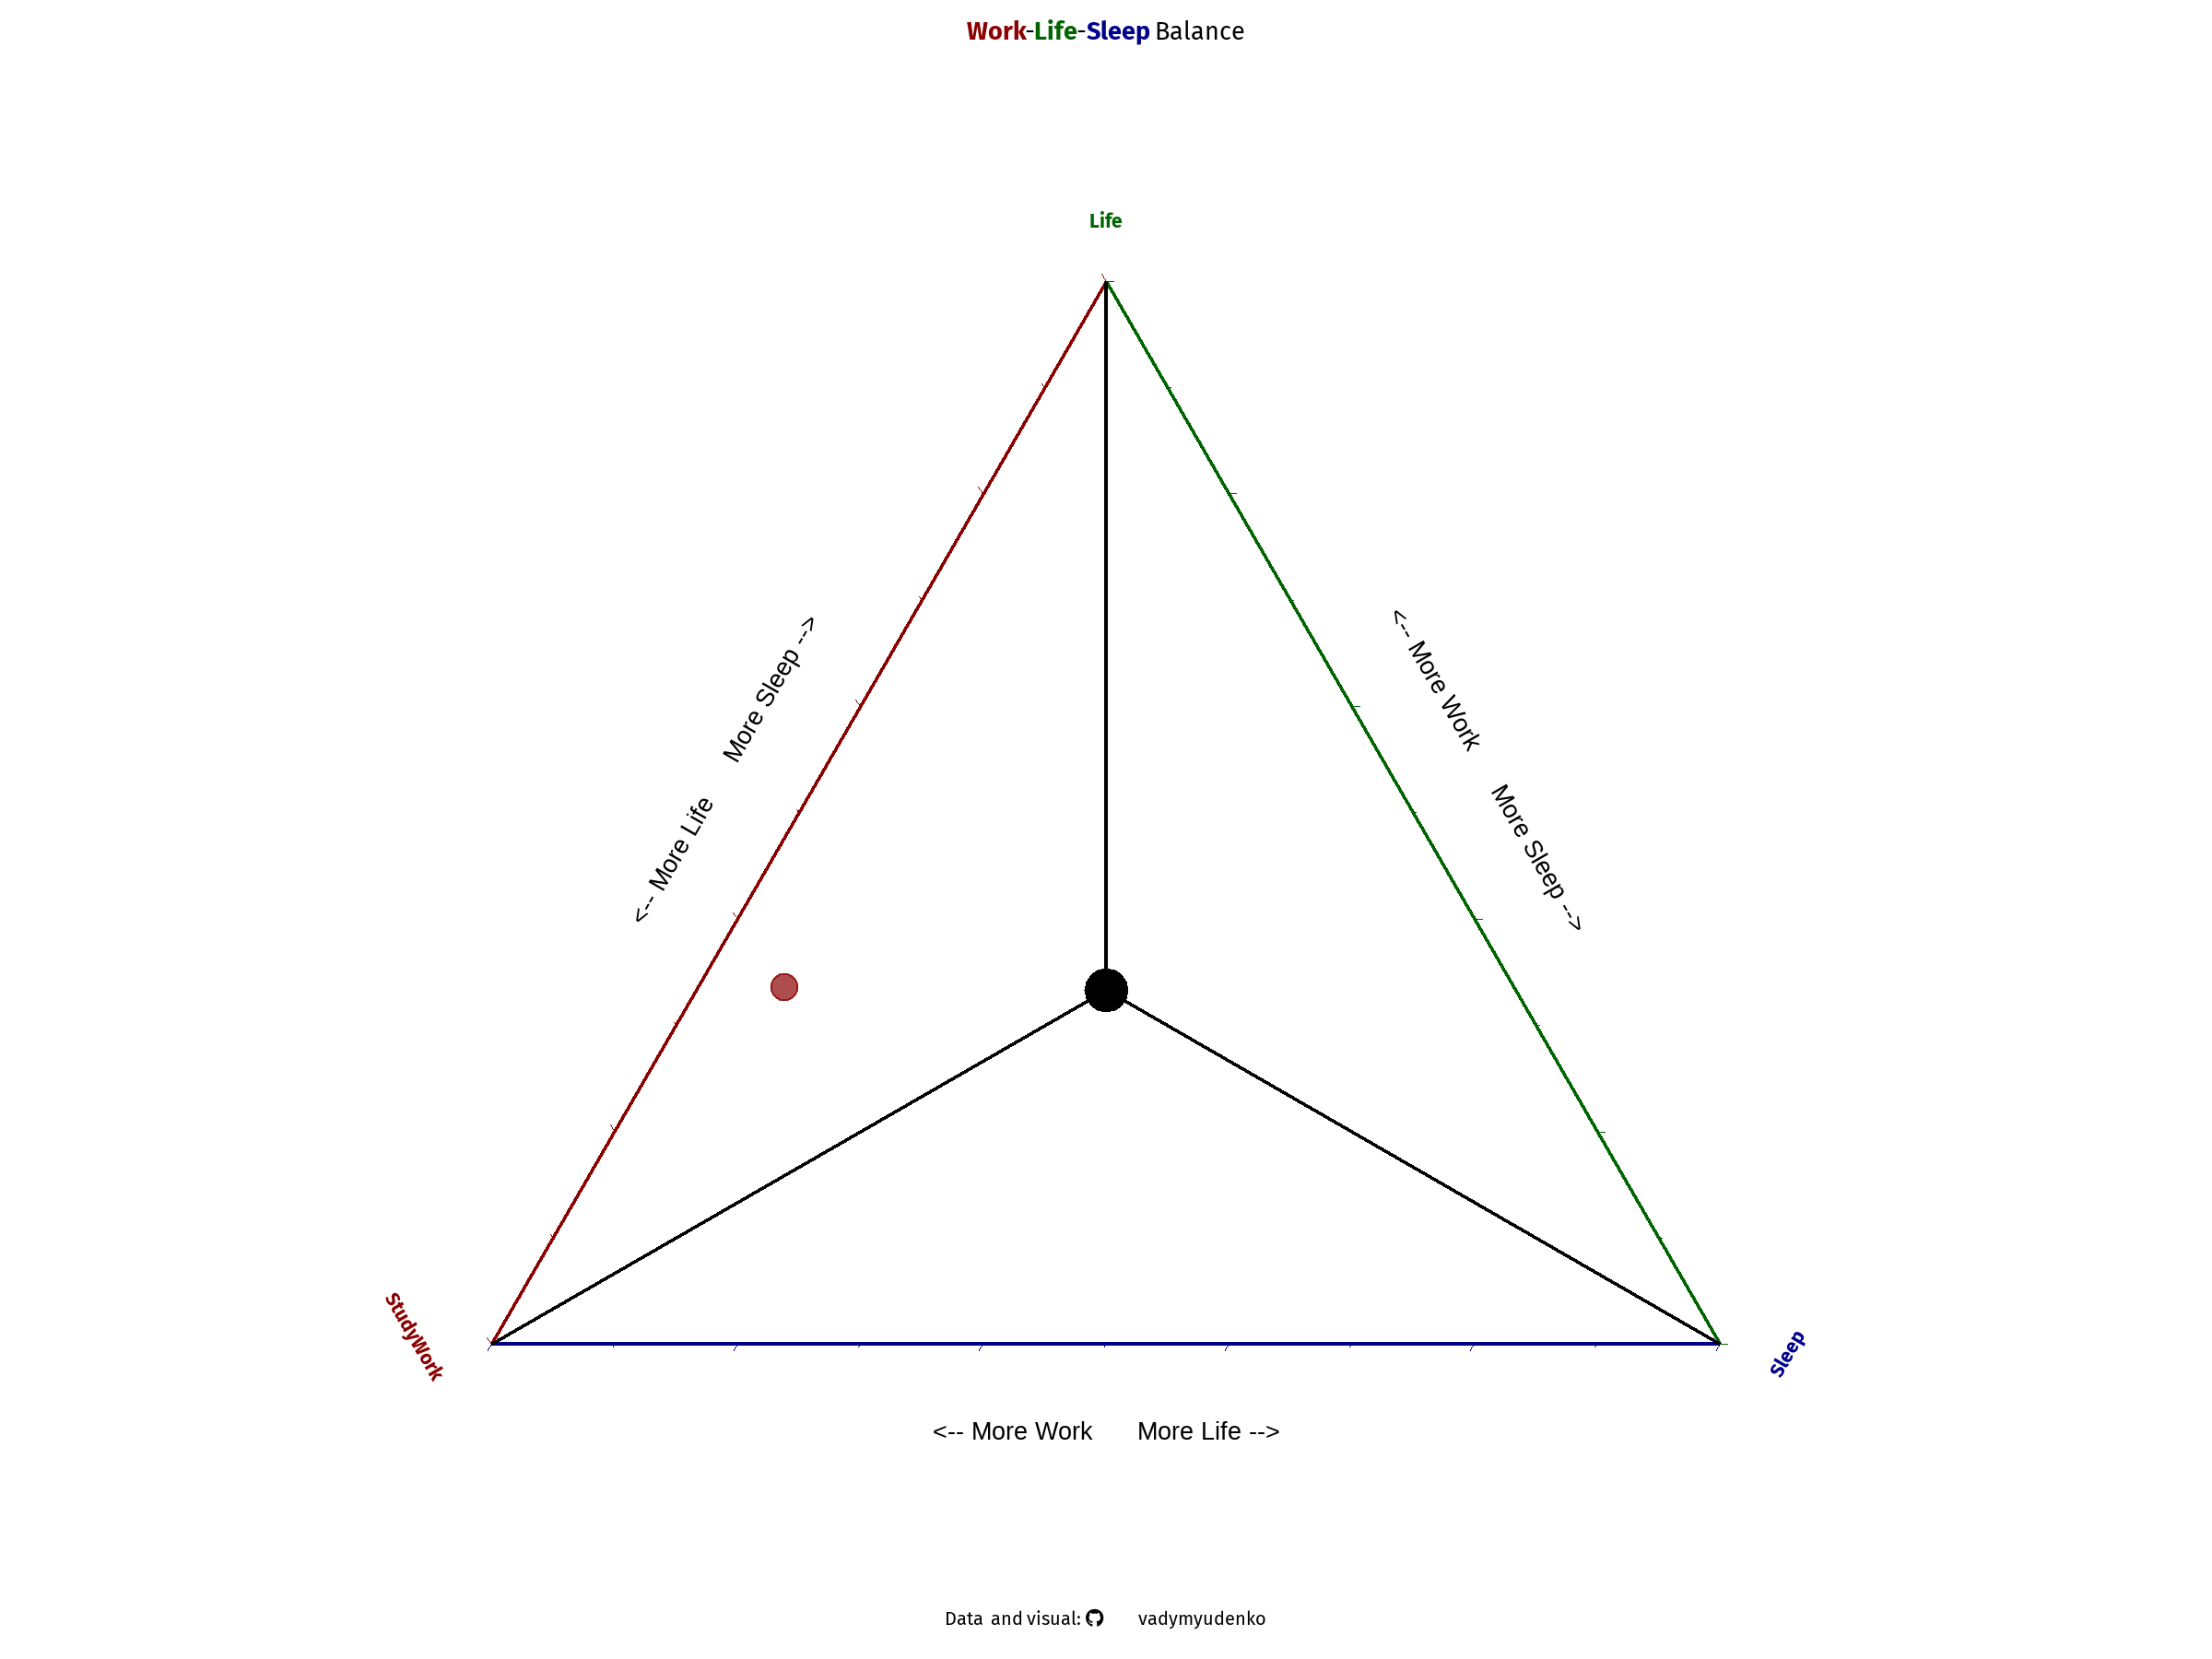 Work-Life-Sleep Balance
Life
<-- More Life    More Sleep -->
<-- More Work    More Sleep -->
StudyWork
Sleep
<-- More Work    More Life -->
Data and visual: vadymyudenko